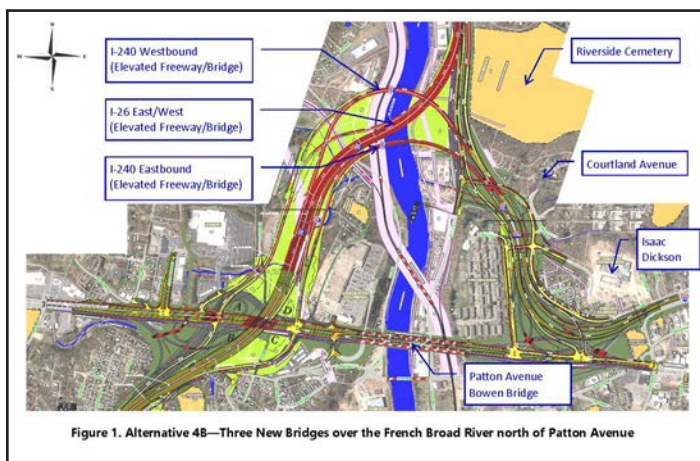 N
I-240 Westbound
(Elevated Freeway/Bridge)
Riverside Cemetery
I-26 East/West
(Elevated Freeway/Bridge)
I-240 Eastbound
(Elevated Freeway/Bridge)
Courtland Avenue
Isaac
Dickson
A
D
B
C
Patton Avenue
Bowen Bridge
Figure 1. Alternative 4B—Three New Bridges over the French Broad River north of Patton Avenue